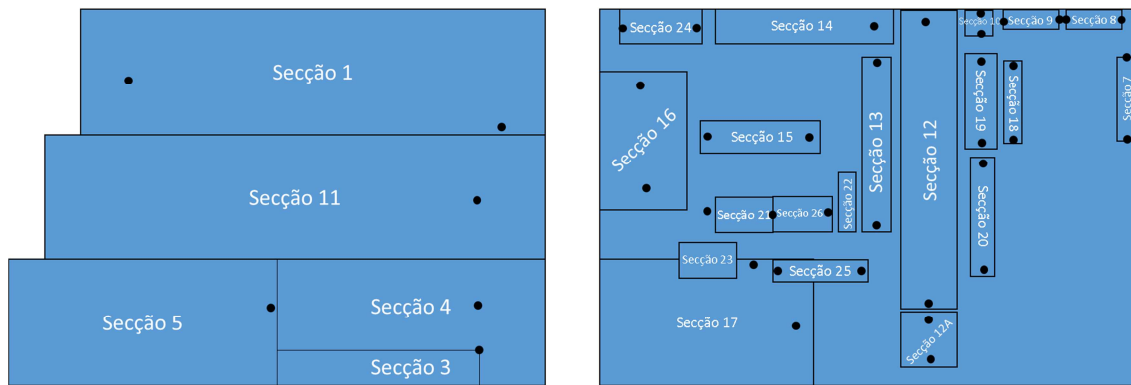 Secção 1
Secção 11
Secção 5
Secção 4
Secção 3
Secção 24
Secção 14
Secção 10
Secção 9
Secção 8
Secção 16
Secção 15
Secção 13
Secção 12
Secção 19
Secção 18
Secção 7
Secção 21
Secção 26
Secção 22
Secção 20
Secção 23
Secção 25
Secção 17
Secção 12A